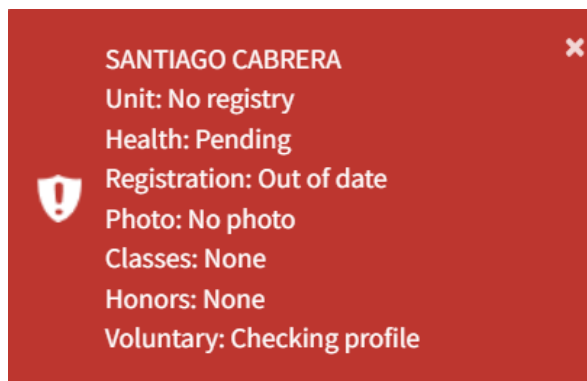 SANTIAGO CABRERA
Unit: No registry
Health: Pending
Registration: Out of date
Photo: No photo
Classes: None
Honors: None
Voluntary: Checking profile